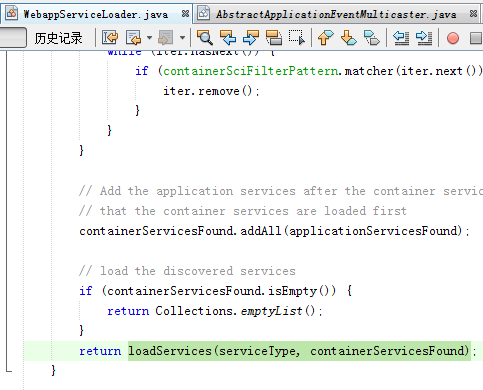 WebappServiceLoader.java AbstractApplicationEventMulticaster.java
历史记录
while (iter.hasNext()) {
if (containerSciFilterPattern.matcher(iter.next())
iter.remove();
}
}
}
// Add the application services after the container servic
// that the container services are loaded first
containerServicesFound.addAll(applicationServicesFound);
// load the discovered services
if (containerServicesFound.isEmpty()) {
return Collections.emptyList();
}
return loadServices(serviceType, containerServicesFound);
}